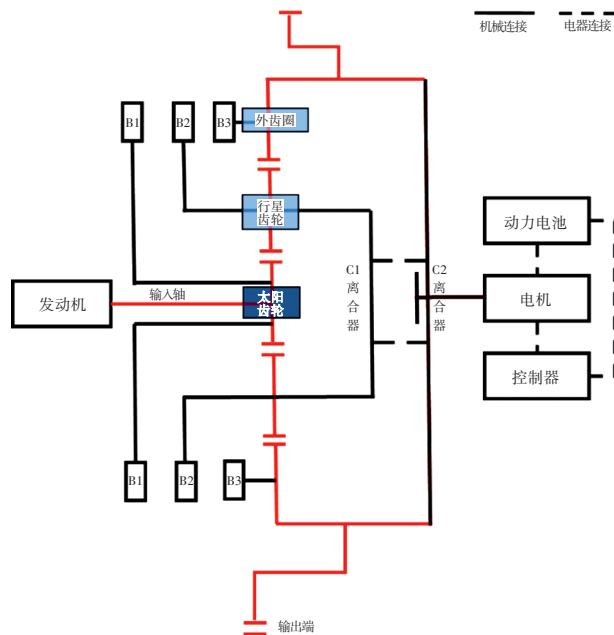 机械连接 电器连接
B1 B2 B3 外齿圈
行星
齿轮
动力电池
C1
离
合
器
C2
离
合
器
发动机 输入轴
太阳
齿轮
电机
控制器
B1 B2 B3
输出端